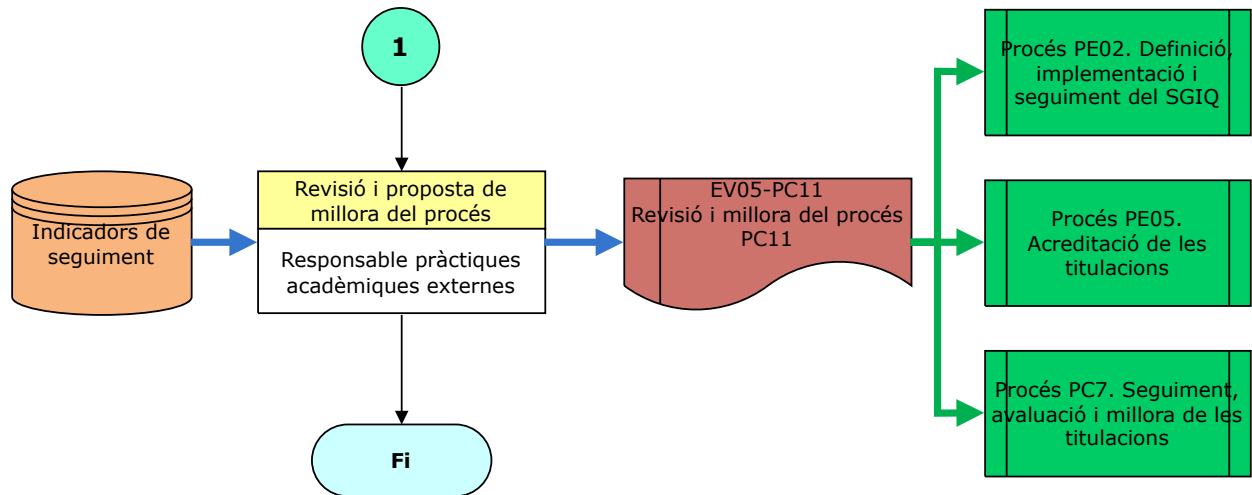 1
Procés PE02. Definició,
implementació i
seguiment del SGIQ
Indicadors de
seguiment
Revisió i proposta de
millora del procés
Responsable pràctiques
acadèmiques externes
EV05-PC11
Revisió i millora del procés
PC11
Procés PE05.
Acreditació de les
titulacions
Procés PC7. Seguiment,
avaluació i millora de les
titulacions
Fi